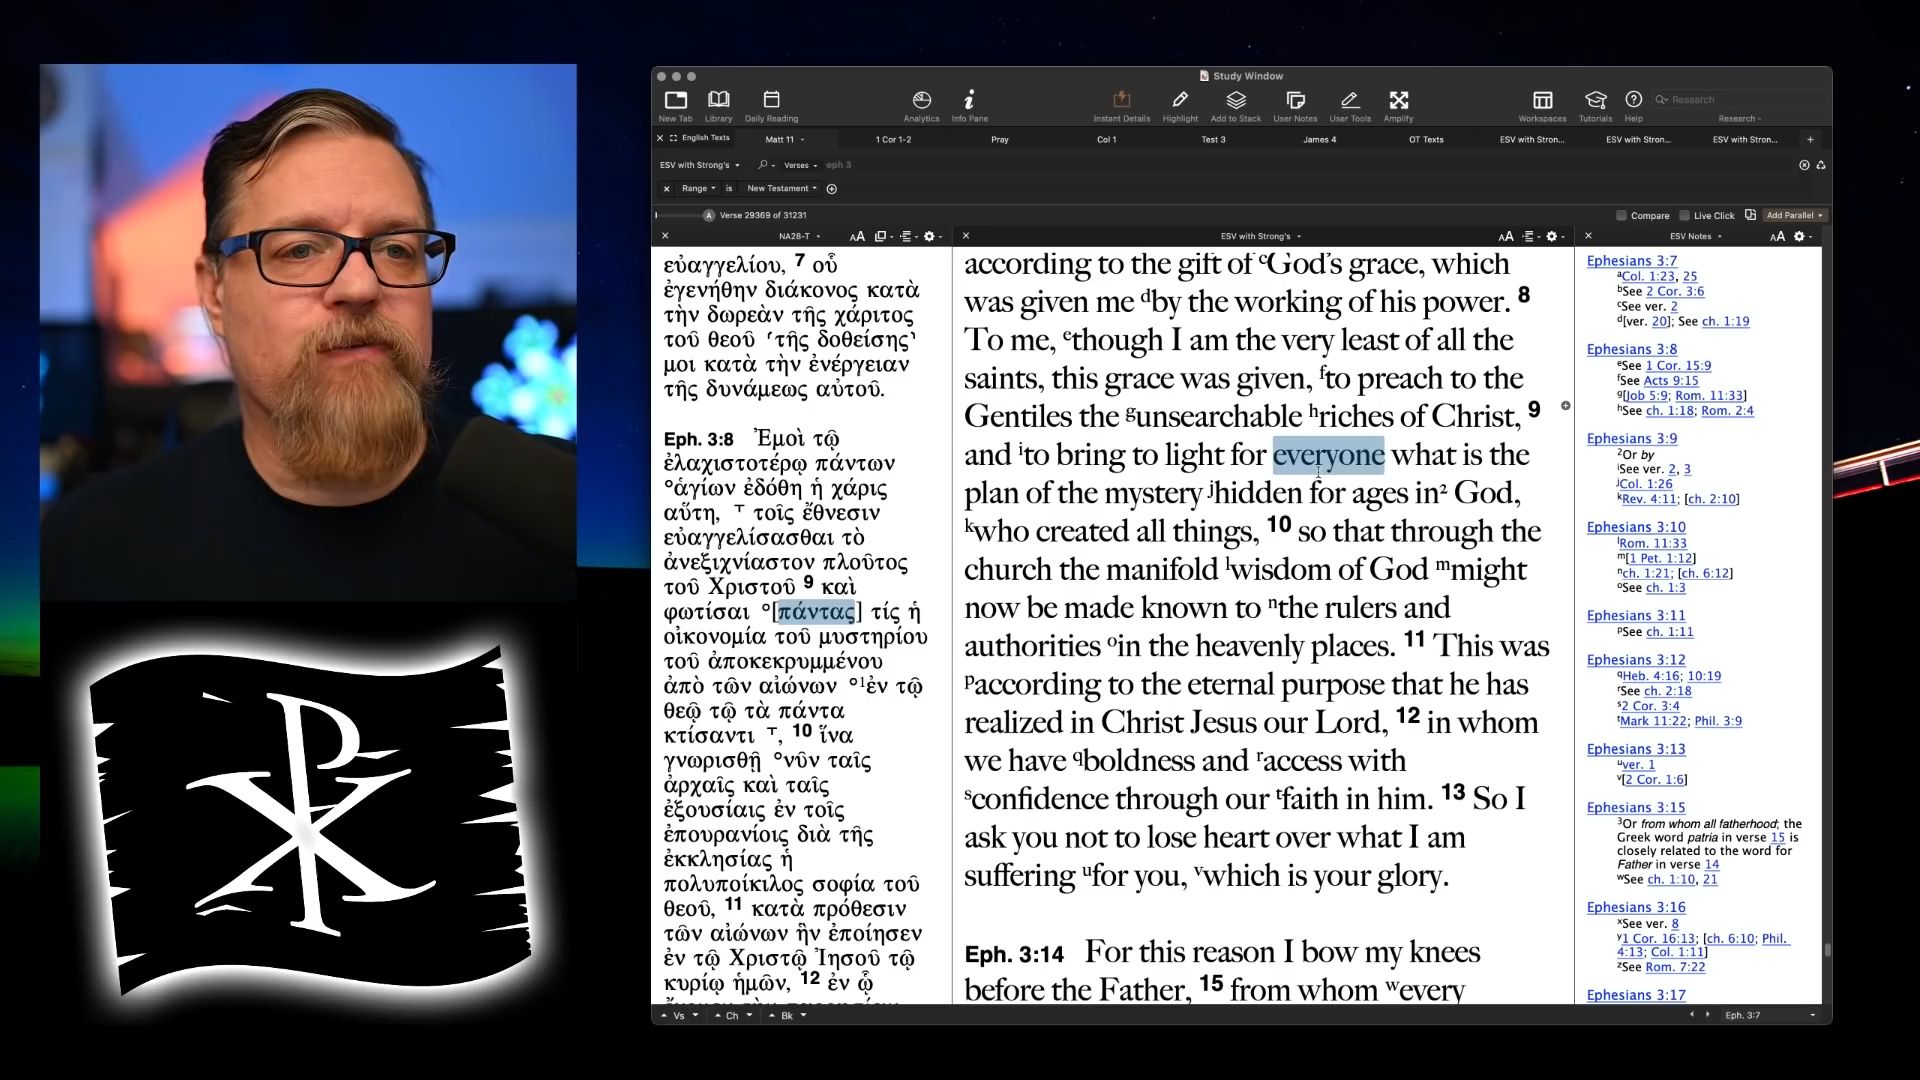 Study Window
New Tab Library Daily Reading Analytics Info Pane Instant Details Highlight Add to Stack User Notes User Tools Amplify Workspaces Tutorials Help Research
Research
English Texts Matt 11 1 Cor 1-2 Pray Col 1 Test 3 James 4 OT Texts ESV with Stron... ESV with Stron... ESV with Stron...
ESV with Strong's Verses eph 3
Range is New Testament
A Verse 29369 of 31231 Compare Live Click Add Parallel
NA28-T AA ESV with Strong's AA ESV Notes AA
εὐαγγελίου, 7 οὗ
ἐγενήθην διάκονος κατὰ
τὴν δωρεὰν τῆς χάριτος
τοῦ θεοῦ ⸂τῆς δοθείσης⸃
μοι κατὰ τὴν ἐνέργειαν
τῆς δυνάμεως αὐτοῦ.
Eph. 3:8 Ἐμοὶ τῷ
ἐλαχιστοτέρῳ πάντων
°ἁγίων ἐδόθη ἡ χάρις
αὕτη, ⸆ τοῖς ἔθνεσιν
εὐαγγελίσασθαι τὸ
ἀνεξιχνίαστον πλοῦτος
τοῦ Χριστοῦ 9 καὶ
φωτίσαι °[πάντας] τίς ἡ
οἰκονομία τοῦ μυστηρίου
τοῦ ἀποκεκρυμμένου
ἀπὸ τῶν αἰώνων °¹ἐν τῷ
θεῷ τῷ τὰ πάντα
κτίσαντι ⸆, 10 ἵνα
γνωρισθῇ °νῦν ταῖς
ἀρχαῖς καὶ ταῖς
ἐξουσίαις ἐν τοῖς
ἐπουρανίοις διὰ τῆς
ἐκκλησίας ἡ
πολυποίκιλος σοφία τοῦ
θεοῦ, 11 κατὰ πρόθεσιν
τῶν αἰώνων ἣν ἐποίησεν
ἐν τῷ Χριστῷ Ἰησοῦ τῷ
κυρίῳ ἡμῶν, 12 ἐν ᾧ
according to the gift of ᶜGod's grace, which
was given me ᵈby the working of his power. 8
To me, ᵉthough I am the very least of all the
saints, this grace was given, ᶠto preach to the
Gentiles the ᵍunsearchable ʰriches of Christ, 9
and ⁱto bring to light for everyone what is the
plan of the mystery ʲhidden for ages in² God,
ᵏwho created all things, 10 so that through the
church the manifold ˡwisdom of God ᵐmight
now be made known to ⁿthe rulers and
authorities ᵒin the heavenly places. 11 This was
ᵖaccording to the eternal purpose that he has
realized in Christ Jesus our Lord, 12 in whom
we have qboldness and ʳaccess with
ˢconfidence through our ᵗfaith in him. 13 So I
ask you not to lose heart over what I am
suffering ᵘfor you, ᵛwhich is your glory.
Eph. 3:14 For this reason I bow my knees
before the Father, 15 from whom ʷevery
Ephesians 3:7
ᵃCol. 1:23, 25
ᵇSee 2 Cor. 3:6
ᶜSee ver. 2
ᵈ[ver. 20]; See ch. 1:19
Ephesians 3:8
ᵉSee 1 Cor. 15:9
ᶠSee Acts 9:15
ᵍ[Job 5:9; Rom. 11:33]
ʰSee ch. 1:18; Rom. 2:4
Ephesians 3:9
²Or by
ⁱSee ver. 2, 3
ʲCol. 1:26
ᵏRev. 4:11; [ch. 2:10]
Ephesians 3:10
ˡRom. 11:33
ᵐ[1 Pet. 1:12]
ⁿch. 1:21; [ch. 6:12]
ᵒSee ch. 1:3
Ephesians 3:11
ᵖSee ch. 1:11
Ephesians 3:12
qHeb. 4:16; 10:19
ʳSee ch. 2:18
ˢ2 Cor. 3:4
ᵗMark 11:22; Phil. 3:9
Ephesians 3:13
ᵘver. 1
ᵛ[2 Cor. 1:6]
Ephesians 3:15
³Or from whom all fatherhood; the
Greek word patria in verse 15 is
closely related to the word for
Father in verse 14
ʷSee ch. 1:10, 21
Ephesians 3:16
ˣSee ver. 8
ʸ1 Cor. 16:13; [ch. 6:10; Phil.
4:13; Col. 1:11]
ᶻSee Rom. 7:22
Ephesians 3:17
Vs Ch Bk Eph. 3:7